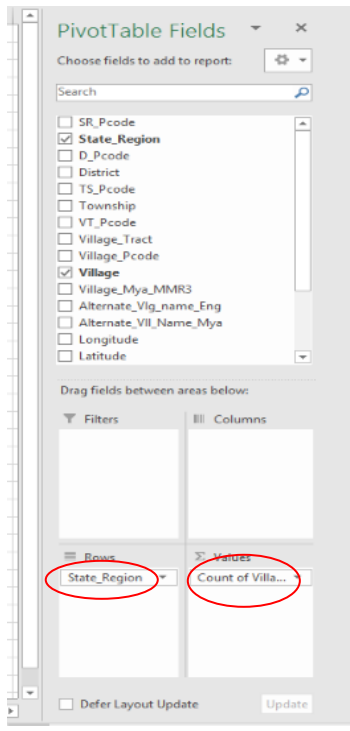 PivotTable Fields
Choose fields to add to report:
Search
SR_Pcode
State_Region
D_Pcode
District
TS_Pcode
Township
VT_Pcode
Village_Tract
Village_Pcode
Village
Village_Mya_MMR3
Alternate_Vlg_name_Eng
Alternate_Vll_Name_Mya
Longitude
Latitude
Drag fields between areas below:
Filters
Columns
Rows
Σ Values
State_Region
Count of Villa...
Defer Layout Update
Update